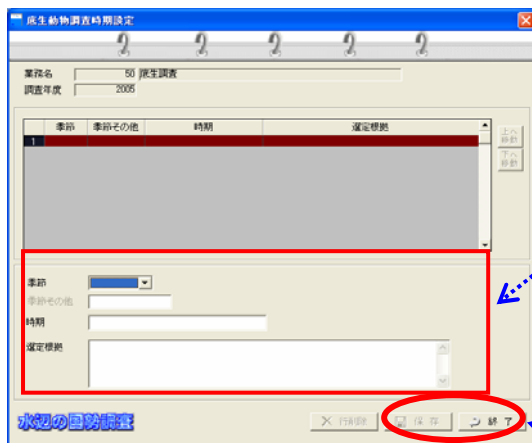 底生動物調査時期設定
業務名 50 底生調査
調査年度 2005
季節 季節その他 時期 選定根拠
1
上へ移動
下へ移動
季節
季節その他
時期
選定根拠
水辺の国勢調査 行削除 保存 終了